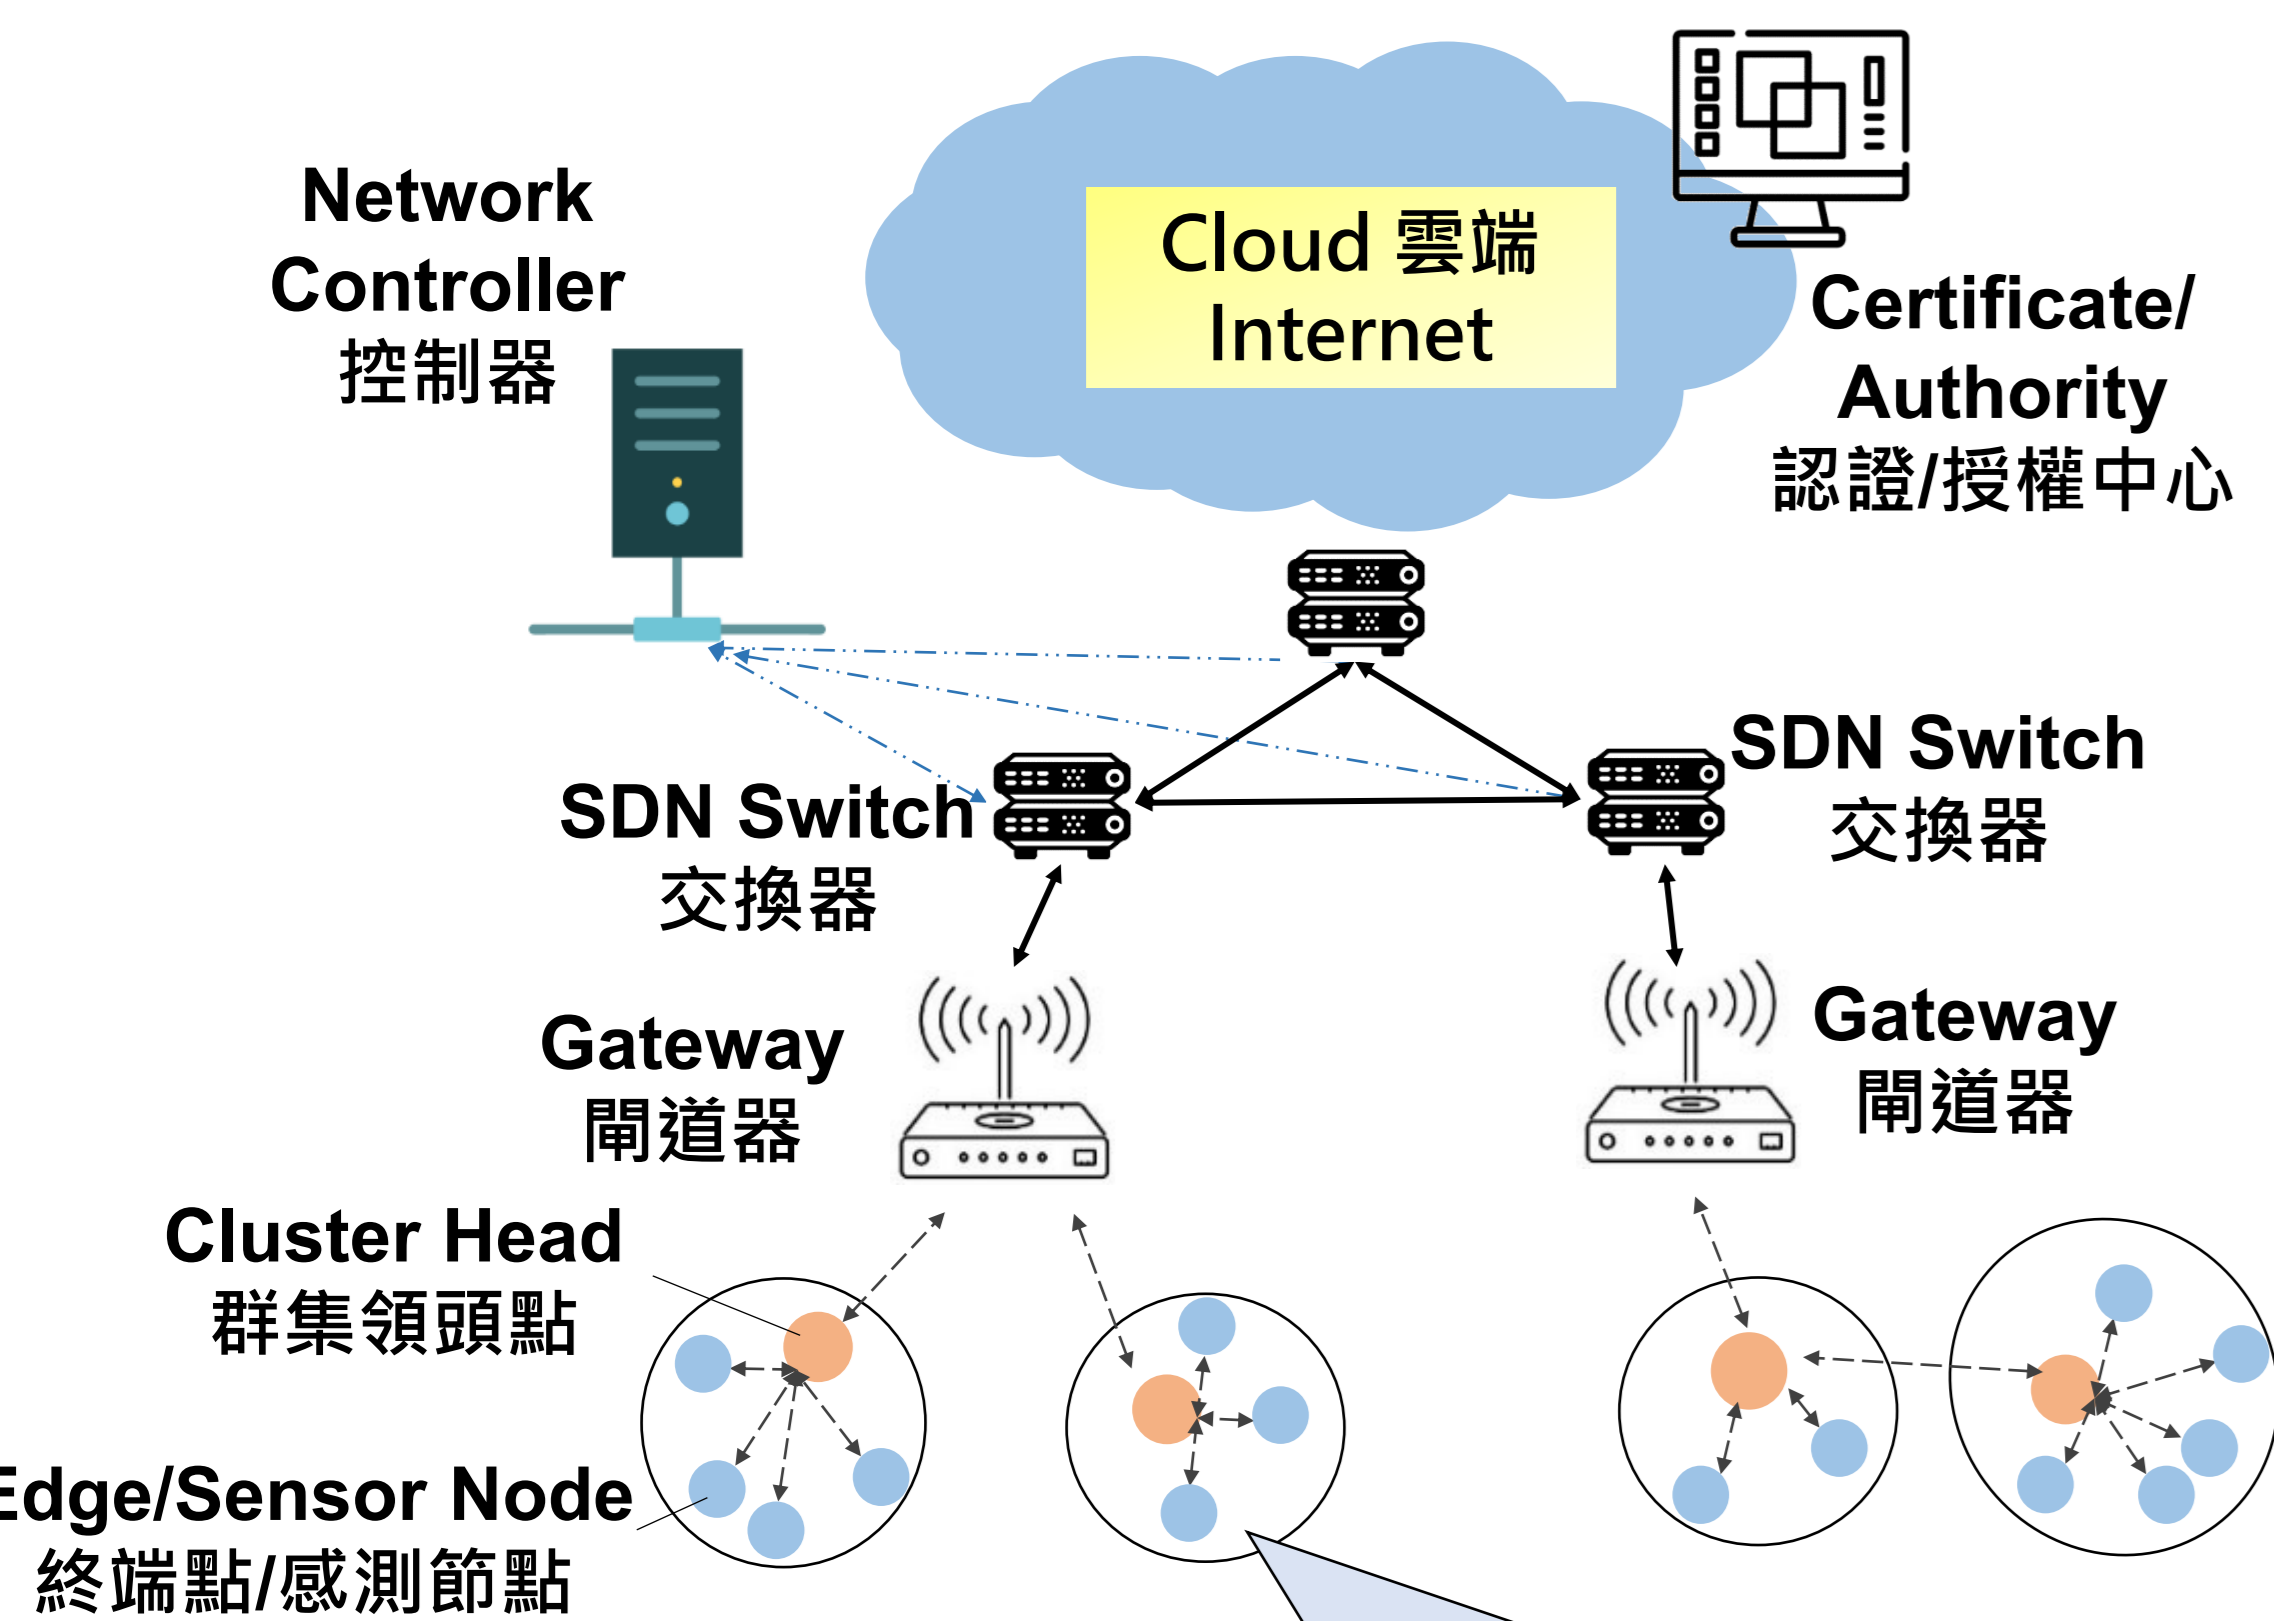 Network
Controller
控制器
Cloud 雲端
Internet
Certificate/
Authority
認證/授權中心
SDN Switch
交換器
SDN Switch
交換器
Gateway
閘道器
Gateway
閘道器
Cluster Head
群集領頭點
Edge/Sensor Node
終端點/感測節點